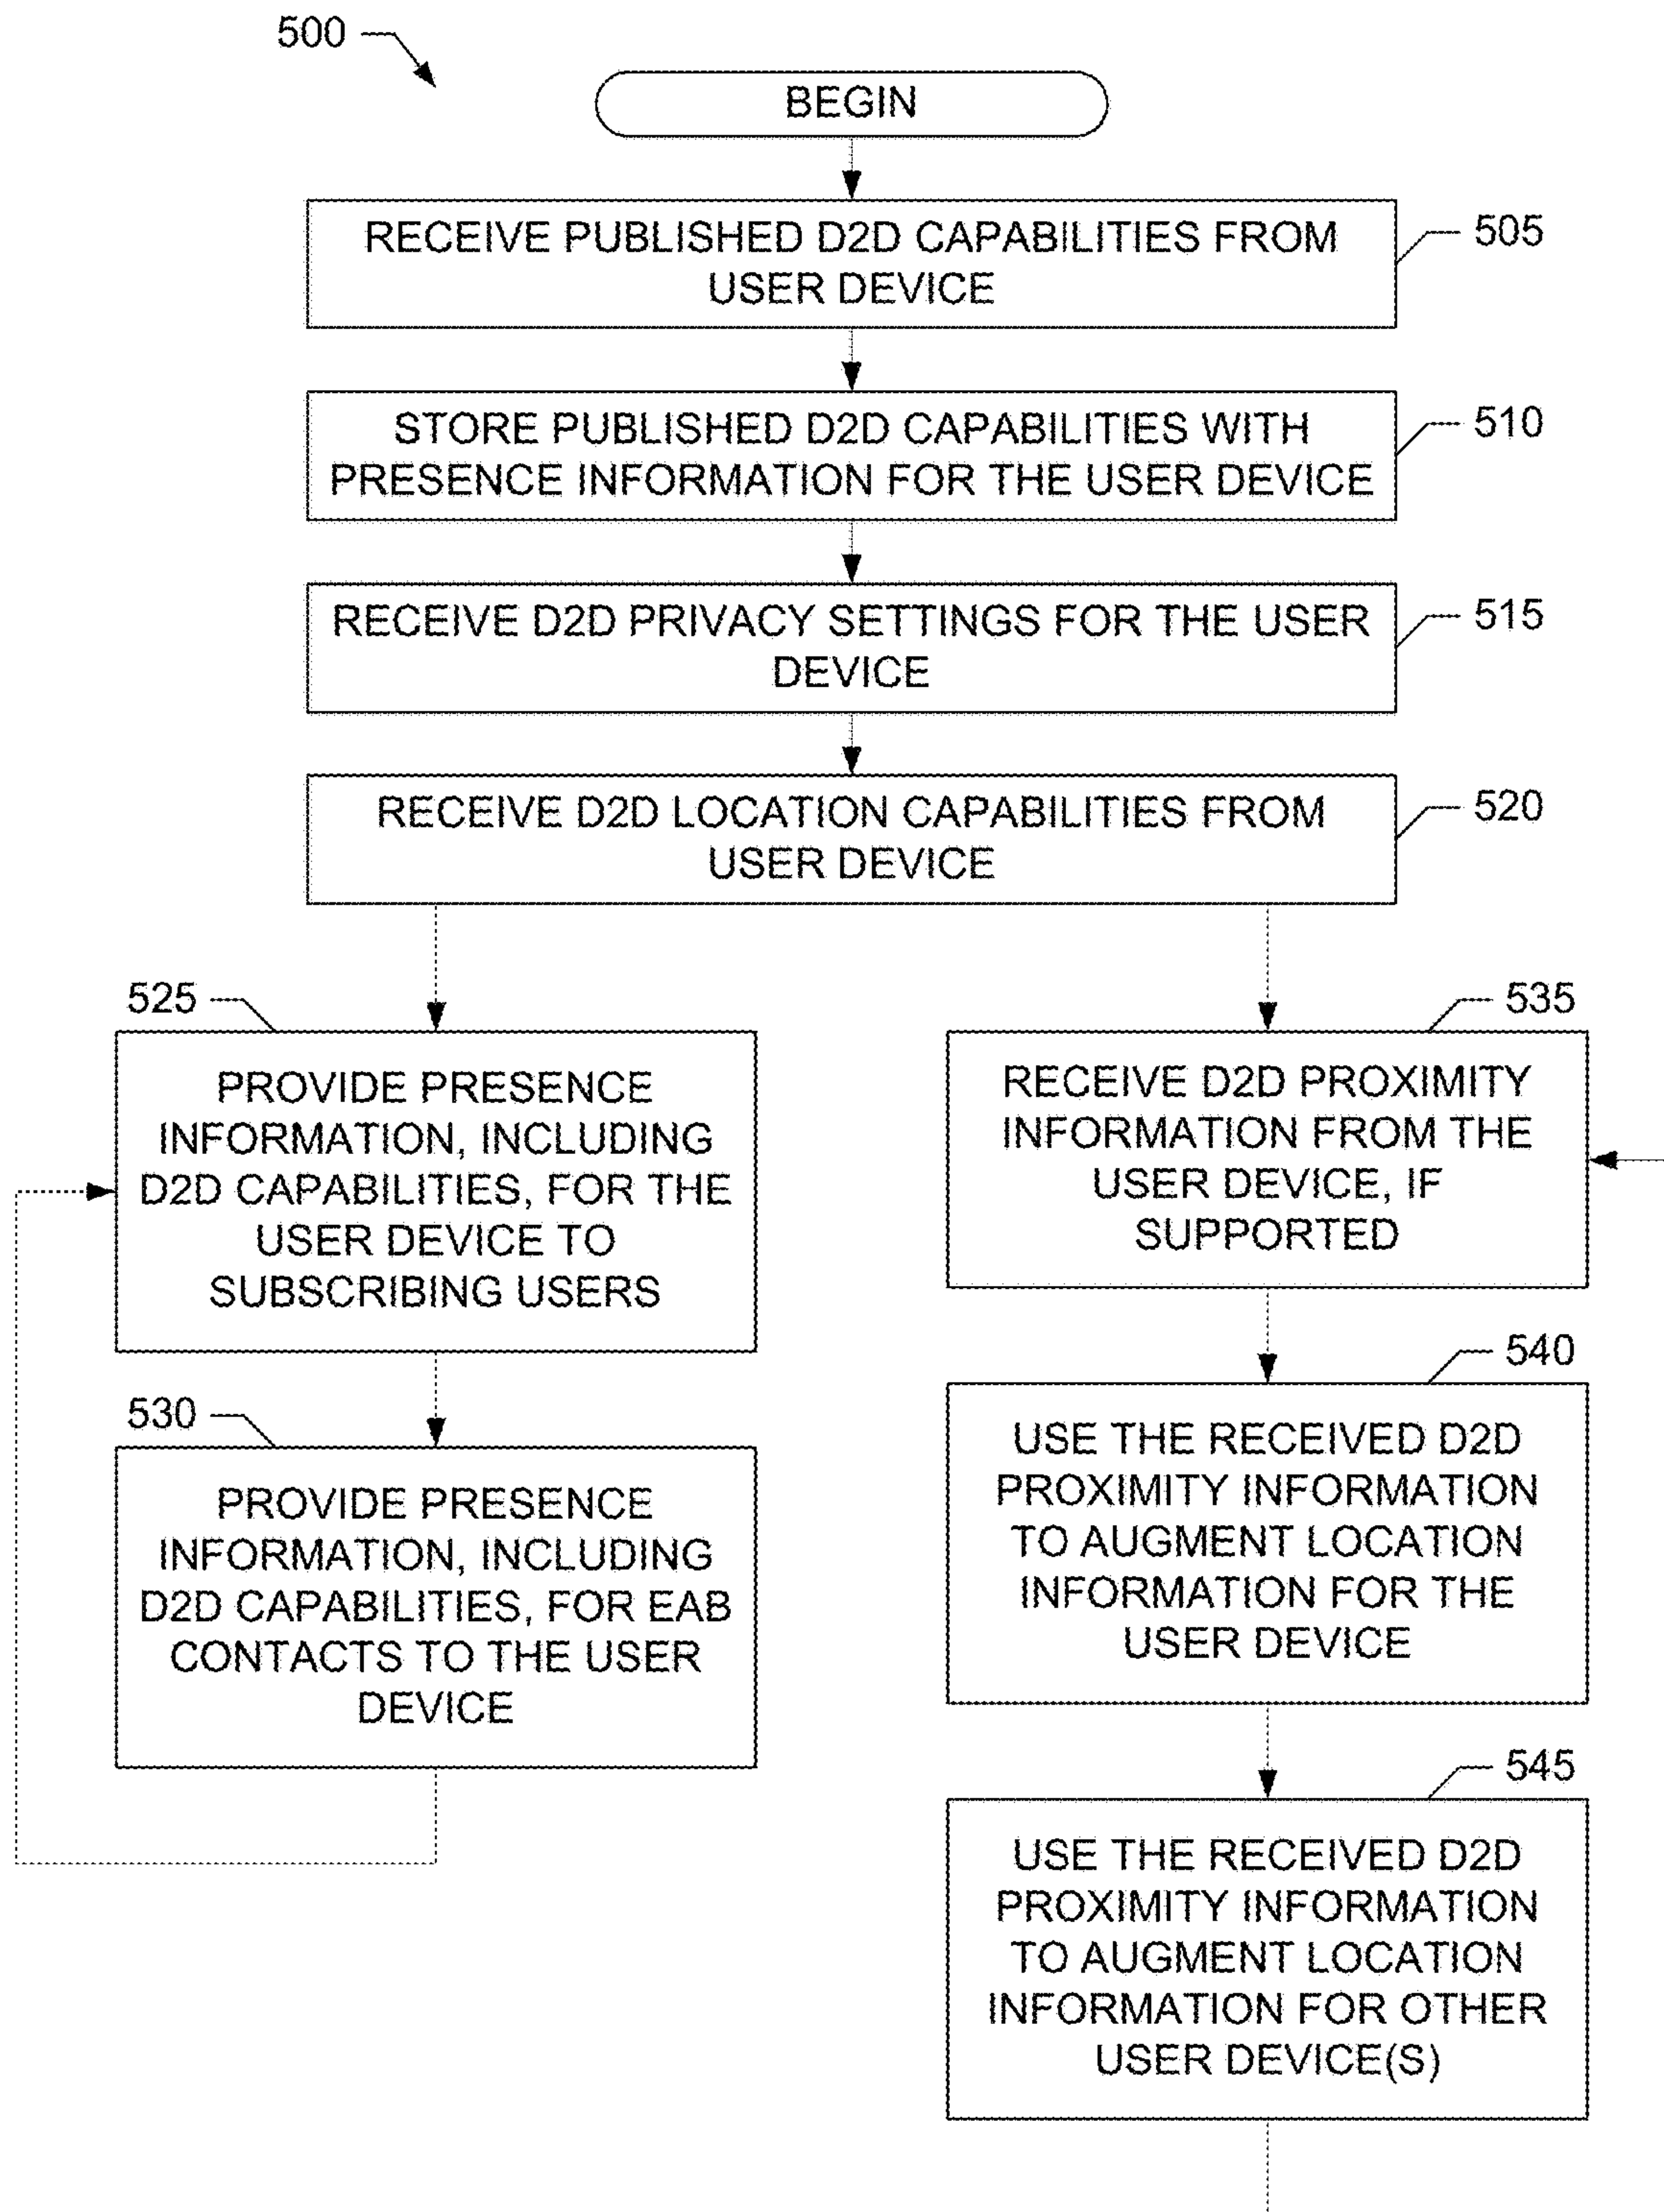 500
BEGIN
RECEIVE PUBLISHED D2D CAPABILITIES FROM
USER DEVICE
505
STORE PUBLISHED D2D CAPABILITIES WITH
PRESENCE INFORMATION FOR THE USER DEVICE
510
RECEIVE D2D PRIVACY SETTINGS FOR THE USER
DEVICE
515
RECEIVE D2D LOCATION CAPABILITIES FROM
USER DEVICE
520
525
PROVIDE PRESENCE
INFORMATION, INCLUDING
D2D CAPABILITIES, FOR THE
USER DEVICE TO
SUBSCRIBING USERS
530
PROVIDE PRESENCE
INFORMATION, INCLUDING
D2D CAPABILITIES, FOR EAB
CONTACTS TO THE USER
DEVICE
535
RECEIVE D2D PROXIMITY
INFORMATION FROM THE
USER DEVICE, IF
SUPPORTED
540
USE THE RECEIVED D2D
PROXIMITY INFORMATION
TO AUGMENT LOCATION
INFORMATION FOR THE
USER DEVICE
545
USE THE RECEIVED D2D
PROXIMITY INFORMATION
TO AUGMENT LOCATION
INFORMATION FOR OTHER
USER DEVICE(S)